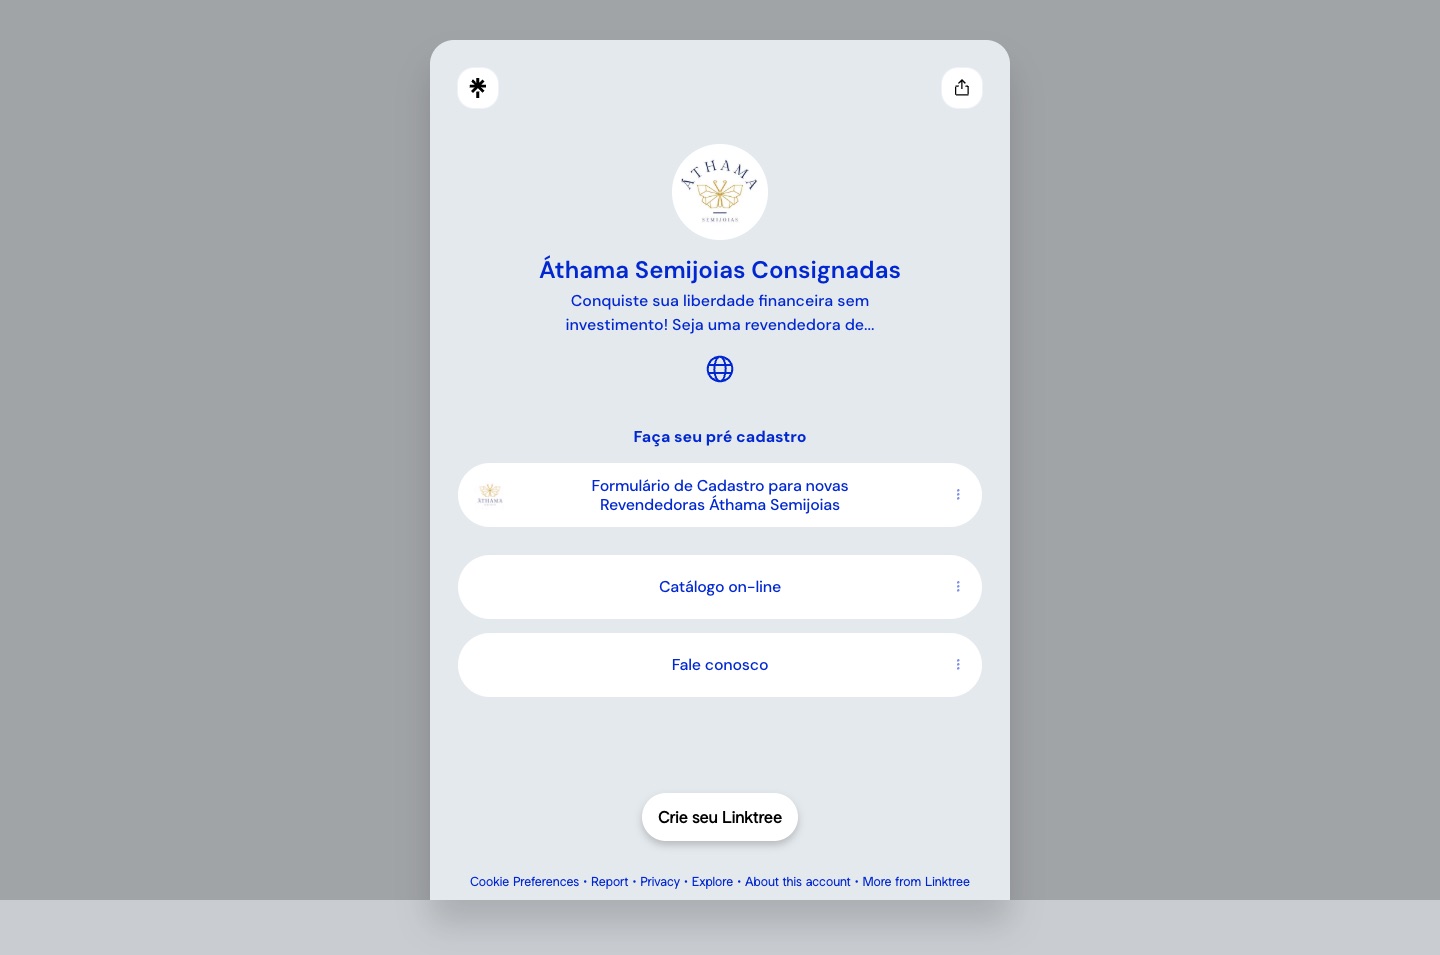 ÁTHAMA
SEMIJOIAS
Áthama Semijoias Consignadas
Conquiste sua liberdade financeira sem
investimento! Seja uma revendedora de...
Faça seu pré cadastro
ÁTHAMA
Formulário de Cadastro para novas
Revendedoras Áthama Semijoias
Catálogo on-line
Fale conosco
Crie seu Linktree
Cookie Preferences • Report • Privacy • Explore • About this account • More from Linktree